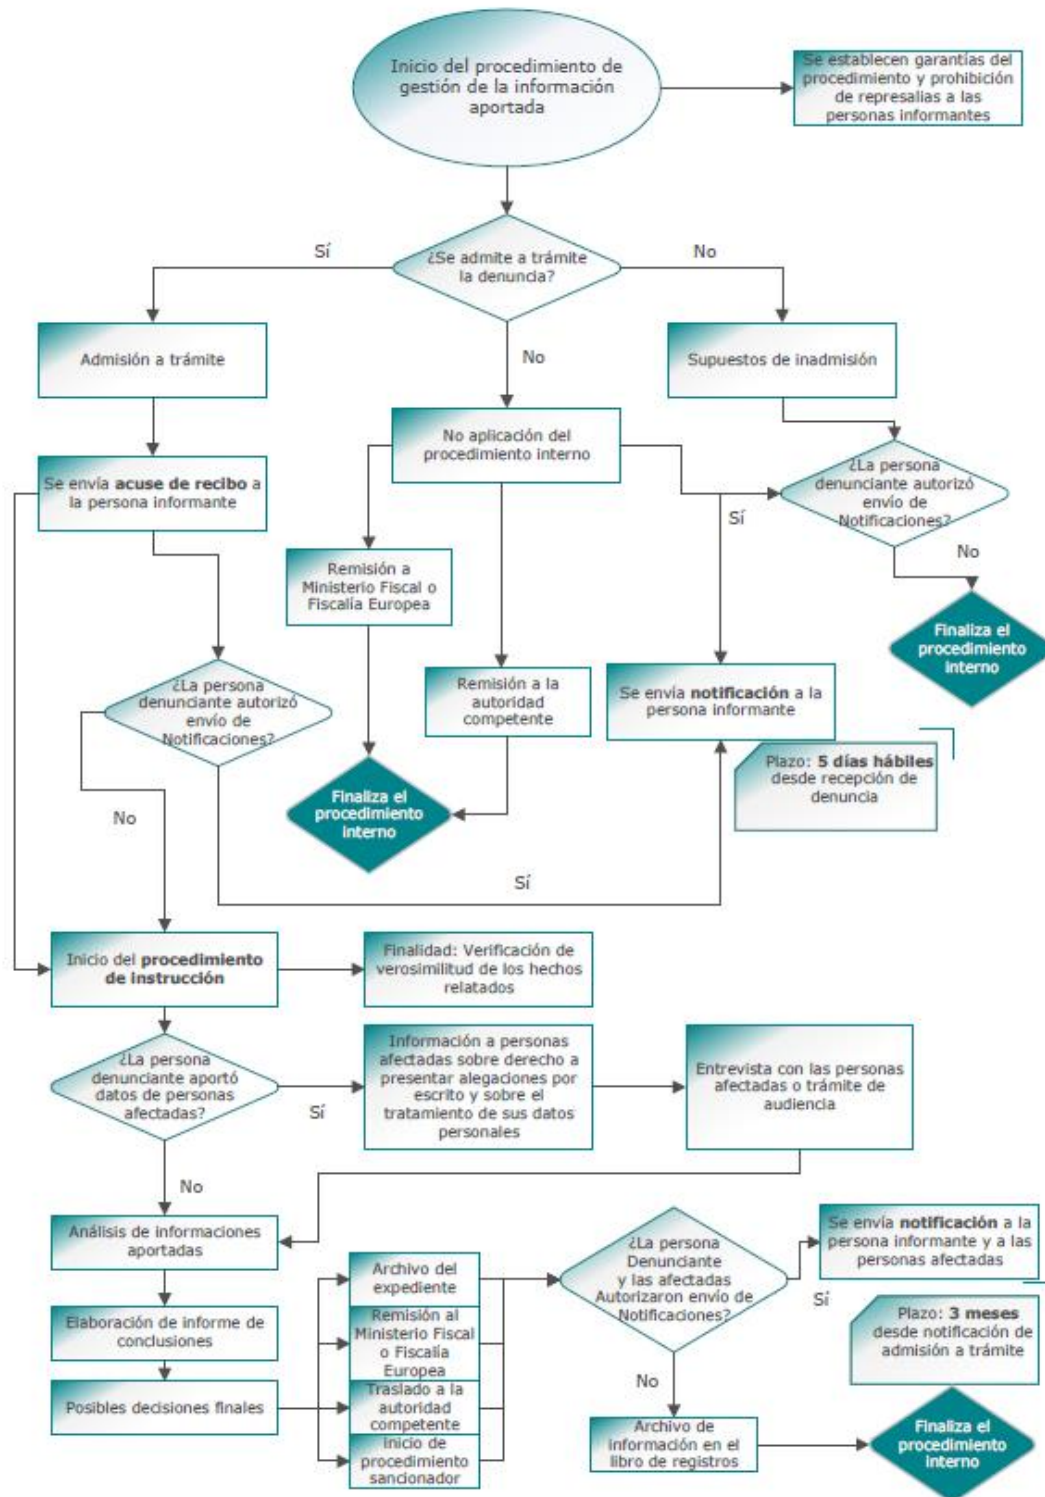 Inicio del procedimiento de
gestión de la información
aportada
Se establecen garantías del
procedimiento y prohibición
de represalias a las
personas informantes
¿Se admite a trámite
la denuncia?
Sí
No
No
Admisión a trámite
Supuestos de inadmisión
No aplicación del
procedimiento interno
Se envía acuse de recibo a
la persona informante
¿La persona
denunciante autorizó
envío de
Notificaciones?
Sí
No
Remisión a
Ministerio Fiscal o
Fiscalía Europea
Finaliza el
procedimiento
interno
¿La persona
denunciante autorizó
envío de
Notificaciones?
Remisión a la
autoridad
competente
Se envía notificación a la
persona informante
Plazo: 5 días hábiles
desde recepción de
denuncia
Finaliza el
procedimiento
interno
No
Sí
Inicio del procedimiento
de instrucción
Finalidad: Verificación de
verosimilitud de los hechos
relatados
¿La persona
denunciante aportó
datos de personas
afectadas?
Sí
Información a personas
afectadas sobre derecho a
presentar alegaciones por
escrito y sobre el
tratamiento de sus datos
personales
Entrevista con las personas
afectadas o trámite de
audiencia
No
Análisis de informaciones
aportadas
Elaboración de informe de
conclusiones
Posibles decisiones finales
Archivo del
expediente
Remisión al
Ministerio Fiscal
o Fiscalía
Europea
Traslado a la
autoridad
competente
Inicio de
procedimiento
sancionador
¿La persona
Denunciante
y las afectadas
Autorizaron envío de
Notificaciones?
Sí
Se envía notificación a la
persona informante y a las
personas afectadas
Plazo: 3 meses
desde notificación de
admisión a trámite
No
Archivo de
información en el
libro de registros
Finaliza el
procedimiento
interno